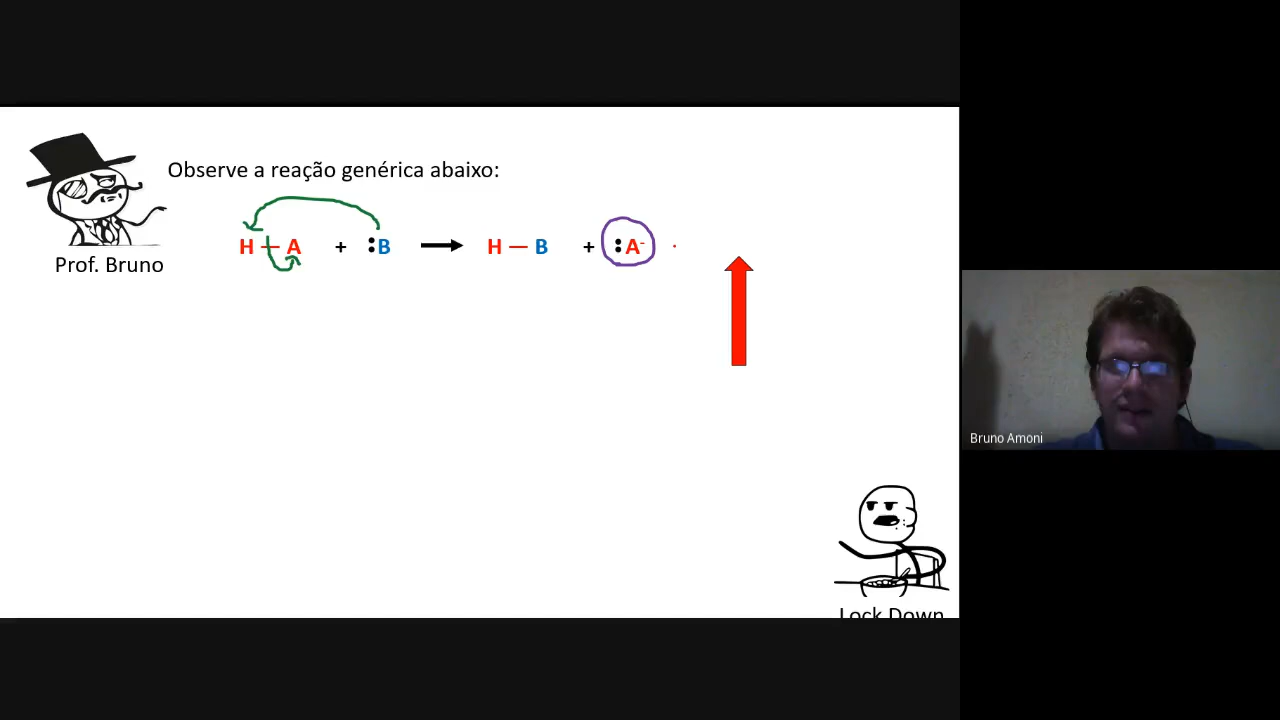 Observe a reação genérica abaixo:
H — A + :B → H — B + :A⁻
Prof. Bruno
Bruno Amoni
Lock Down